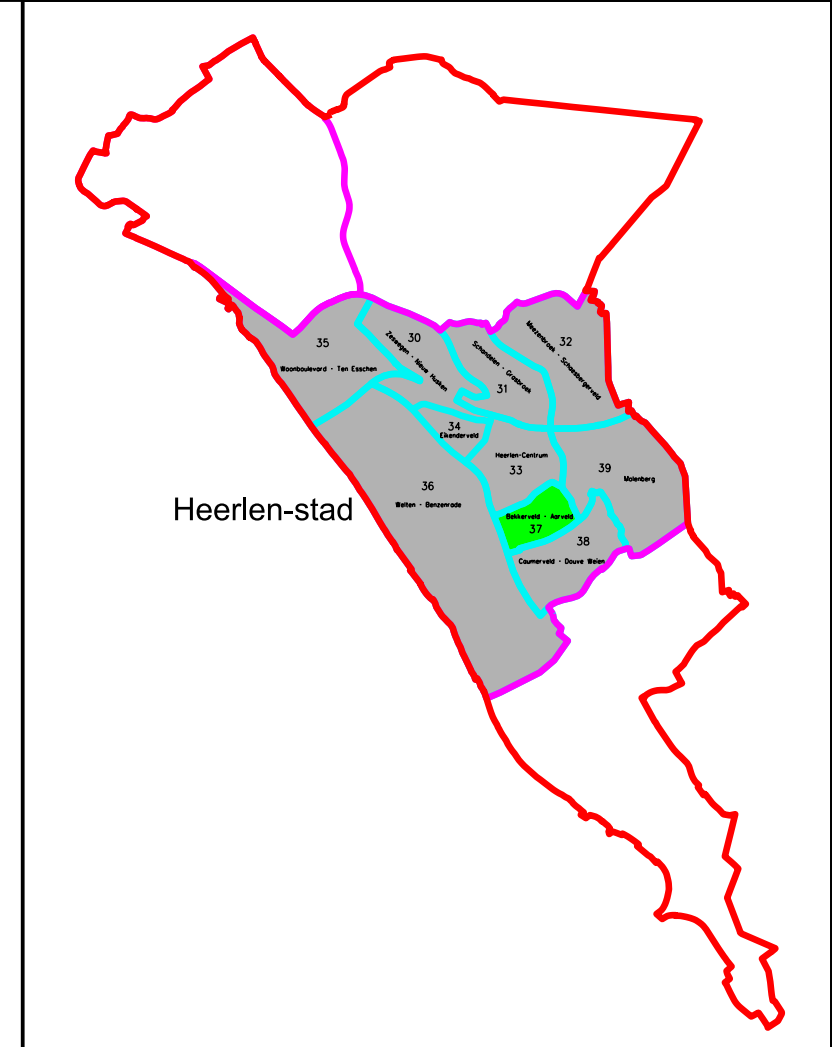 30
Zeswegen - Nieuw Husken
32
Meezenbroek - Schaesbergerveld
35
Woonboulevard - Ten Esschen
Schandelen - Grasbroek
31
34
Eikenderveld
Heerlen-Centrum
33
39
Molenberg
36
Welten - Benzenrade
Heerlen-stad
Bekkerveld - Aarveld
37
38
Caumerveld - Douve Weien